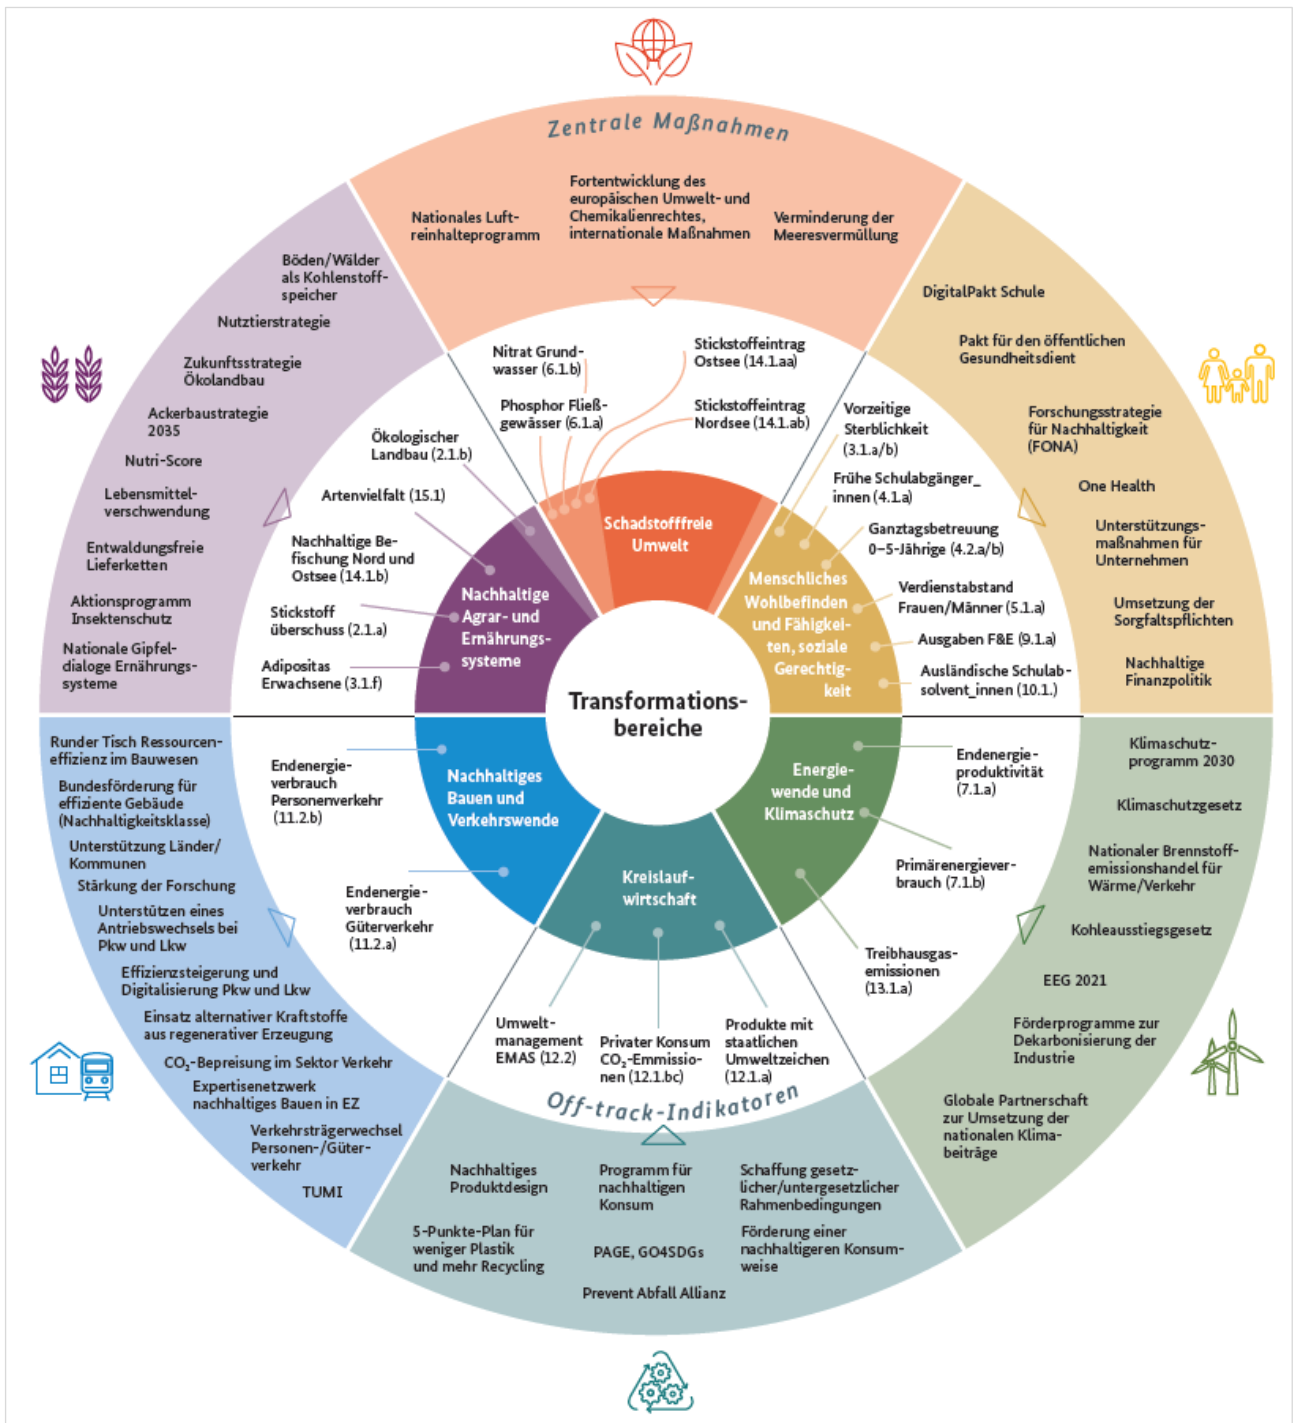 Zentrale Maßnahmen
Nationales Luft-
reinhalteprogramm
Fortentwicklung des
europäischen Umwelt- und
Chemikalienrechtes,
internationale Maßnahmen
Verminderung der
Meeresvermüllung
DigitalPakt Schule
Pakt für den öffentlichen
Gesundheitsdient
Forschungsstrategie
für Nachhaltigkeit
(FONA)
One Health
Unterstützungs-
maßnahmen für
Unternehmen
Umsetzung der
Sorgfaltspflichten
Nachhaltige
Finanzpolitik
Klimaschutz-
programm 2030
Klimaschutzgesetz
Nationaler Brennstoff-
emissionshandel für
Wärme/Verkehr
Kohleausstiegsgesetz
EEG 2021
Förderprogramme zur
Dekarbonisierung der
Industrie
Globale Partnerschaft
zur Umsetzung der
nationalen Klima-
beiträge
Schaffung gesetz-
licher/untergesetzlicher
Rahmenbedingungen
Förderung einer
nachhaltigeren Konsum-
weise
Programm für
nachhaltigen
Konsum
PAGE, GO4SDGs
Prevent Abfall Allianz
Nachhaltiges
Produktdesign
5-Punkte-Plan für
weniger Plastik
und mehr Recycling
Runder Tisch Ressourcen-
effizienz im Bauwesen
Bundesförderung für
effiziente Gebäude
(Nachhaltigkeitsklasse)
Unterstützung Länder/
Kommunen
Stärkung der Forschung
Unterstützen eines
Antriebswechsels bei
Pkw und Lkw
Effizienzsteigerung und
Digitalisierung Pkw und Lkw
Einsatz alternativer Kraftstoffe
aus regenerativer Erzeugung
CO₂-Bepreisung im Sektor Verkehr
Expertisenetzwerk
nachhaltiges Bauen in EZ
Verkehrsträgerwechsel
Personen-/Güter-
verkehr
TUMI
Böden/Wälder
als Kohlenstoff-
speicher
Nutztierstrategie
Zukunftsstrategie
Ökolandbau
Ackerbaustrategie
2035
Nutri-Score
Lebensmittel-
verschwendung
Entwaldungsfreie
Lieferketten
Aktionsprogramm
Insektenschutz
Nationale Gipfel-
dialoge Ernährungs-
systeme
Nitrat Grund-
wasser (6.1.b)
Phosphor Fließ-
gewässer (6.1.a)
Stickstoffeintrag
Ostsee (14.1.aa)
Stickstoffeintrag
Nordsee (14.1.ab)
Vorzeitige
Sterblichkeit
(3.1.a/b)
Frühe Schulabgänger_
innen (4.1.a)
Ganztagsbetreuung
0–5-Jährige (4.2.a/b)
Verdienstabstand
Frauen/Männer (5.1.a)
Ausgaben F&E (9.1.a)
Ausländische Schulab-
solvent_innen (10.1.)
Endenergie-
produktivität
(7.1.a)
Primärenergiever-
brauch (7.1.b)
Treibhausgas-
emissionen
(13.1.a)
Produkte mit
staatlichen
Umweltzeichen
(12.1.a)
Privater Konsum
CO₂-Emmissio-
nen (12.1.bc)
Umwelt-
management
EMAS (12.2)
Off-track-Indikatoren
Endenergie-
verbrauch
Güterverkehr
(11.2.a)
Endenergie-
verbrauch
Personenverkehr
(11.2.b)
Ökologischer
Landbau (2.1.b)
Artenvielfalt (15.1)
Nachhaltige Be-
fischung Nord und
Ostsee (14.1.b)
Stickstoff
überschuss (2.1.a)
Adipositas
Erwachsene (3.1.f)
Schadstofffreie
Umwelt
Menschliches
Wohlbefinden
und Fähigkei-
ten, soziale
Gerechtig-
keit
Energie-
wende und
Klimaschutz
Kreislauf-
wirtschaft
Nachhaltiges
Bauen und
Verkehrswende
Nachhaltige
Agrar- und
Ernährungs-
systeme
Transformations-
bereiche